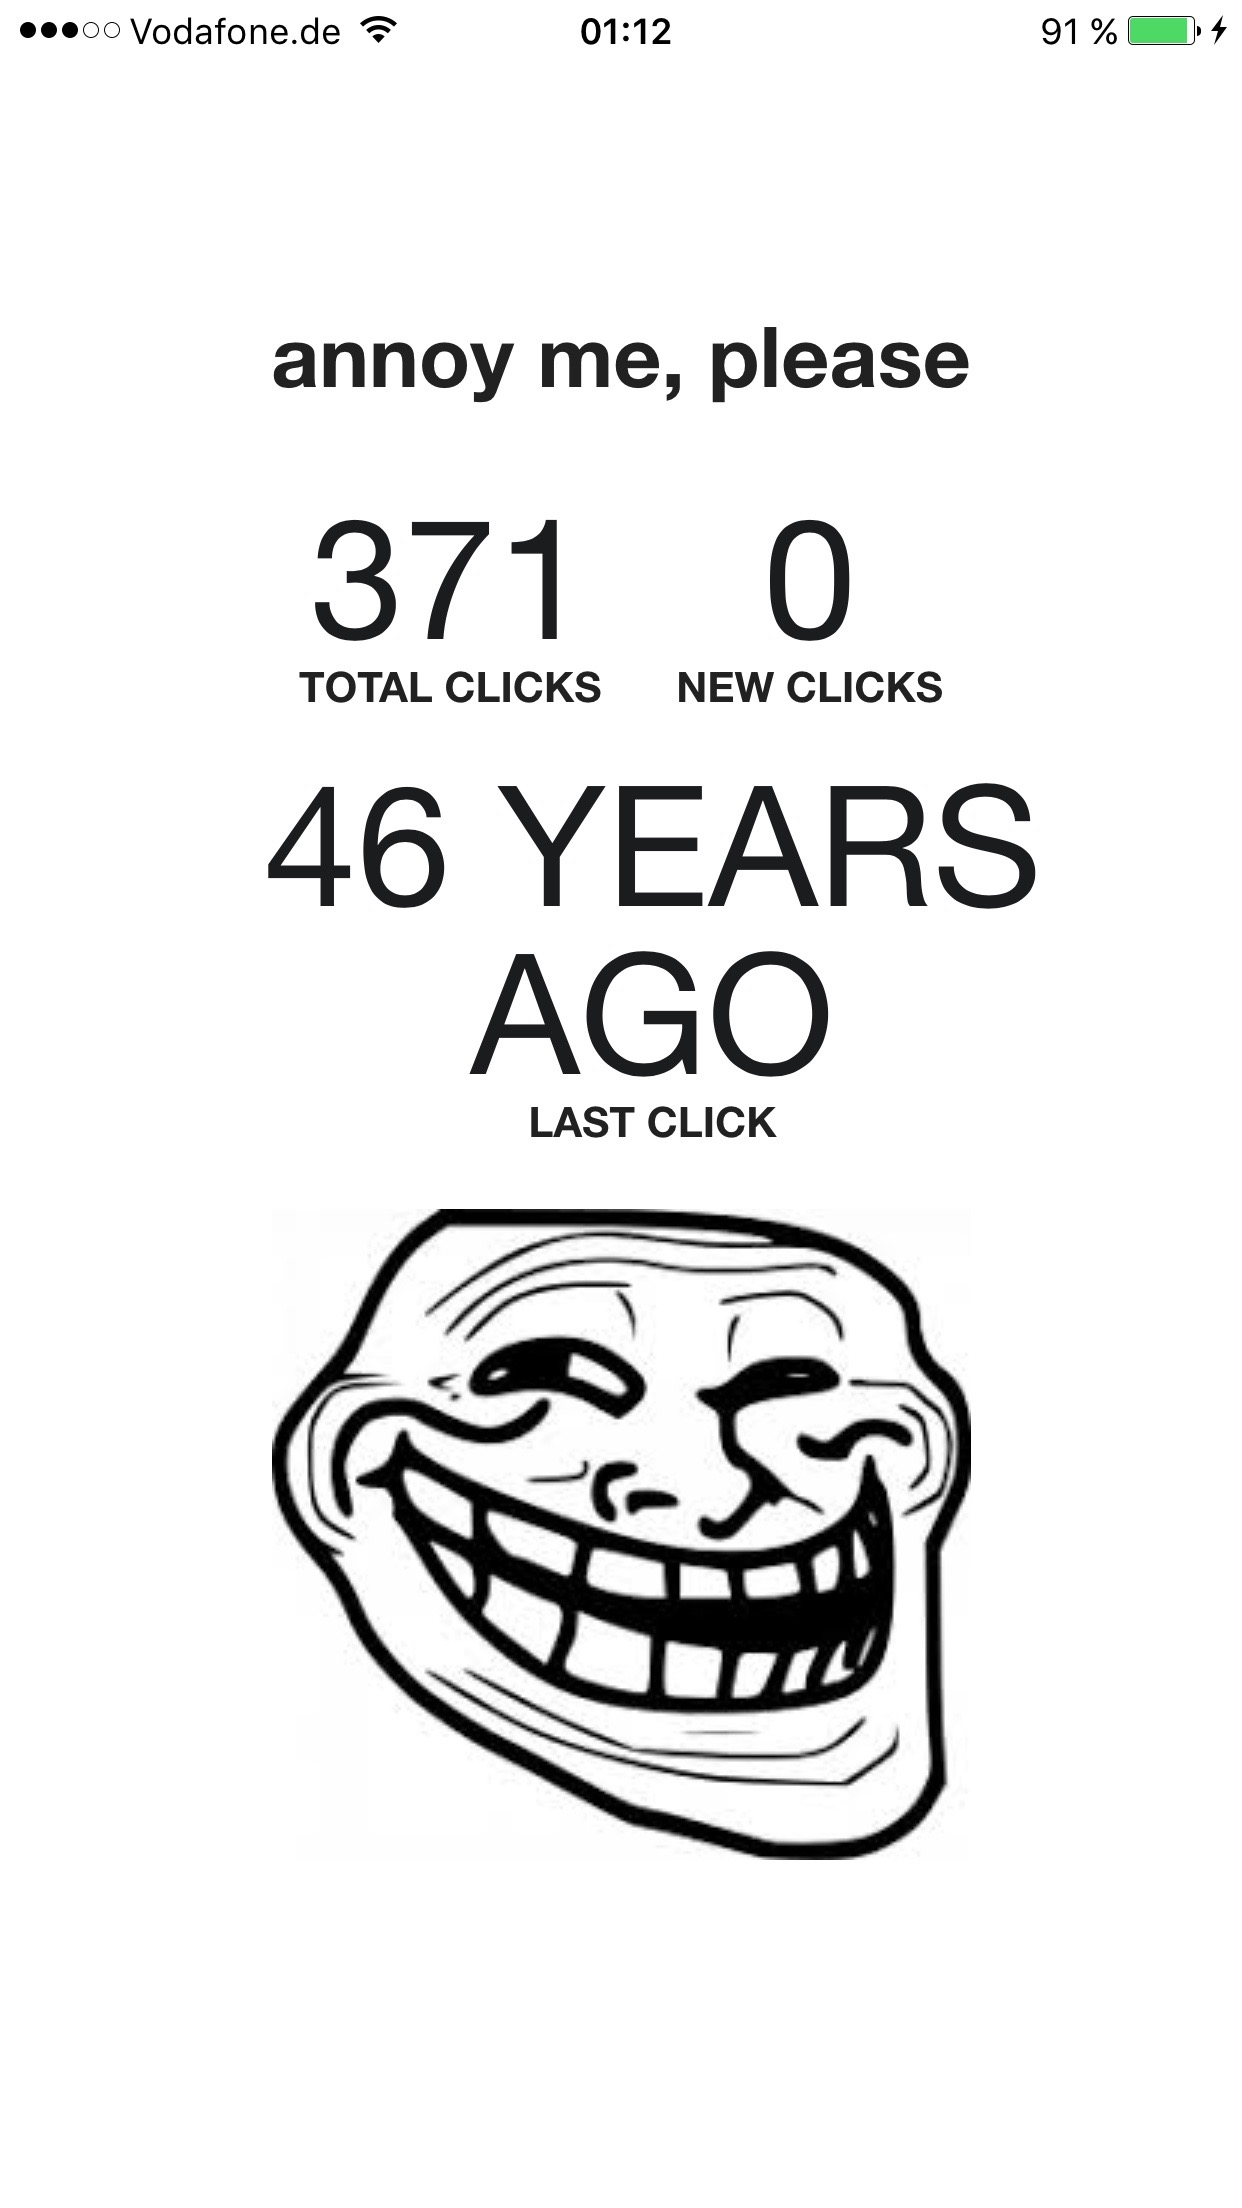 Vodafone.de 01:12 91 %
annoy me, please
371 0
TOTAL CLICKS NEW CLICKS
46 YEARS
AGO
LAST CLICK